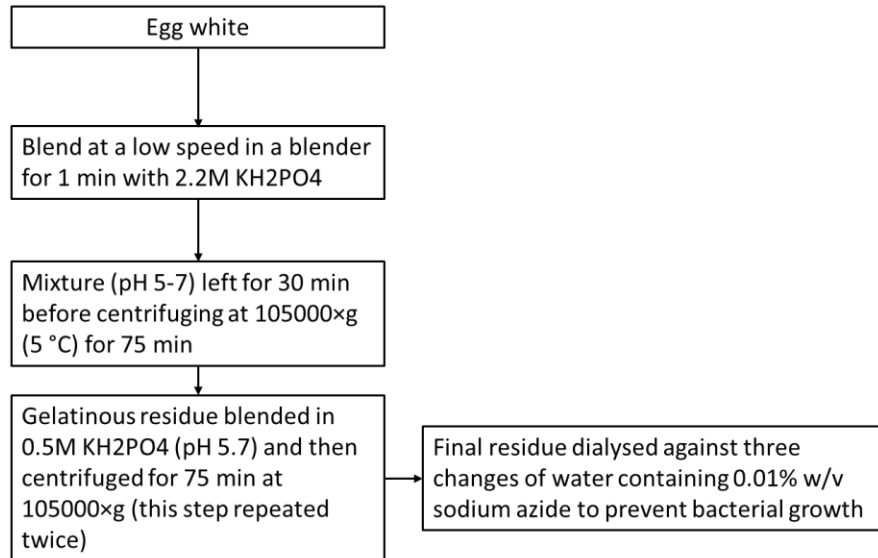 Egg white
Blend at a low speed in a blender
for 1 min with 2.2M KH2PO4
Mixture (pH 5-7) left for 30 min
before centrifuging at 105000×g
(5 °C) for 75 min
Gelatinous residue blended in
0.5M KH2PO4 (pH 5.7) and then
centrifuged for 75 min at
105000×g (this step repeated
twice)
Final residue dialysed against three
changes of water containing 0.01% w/v
sodium azide to prevent bacterial growth